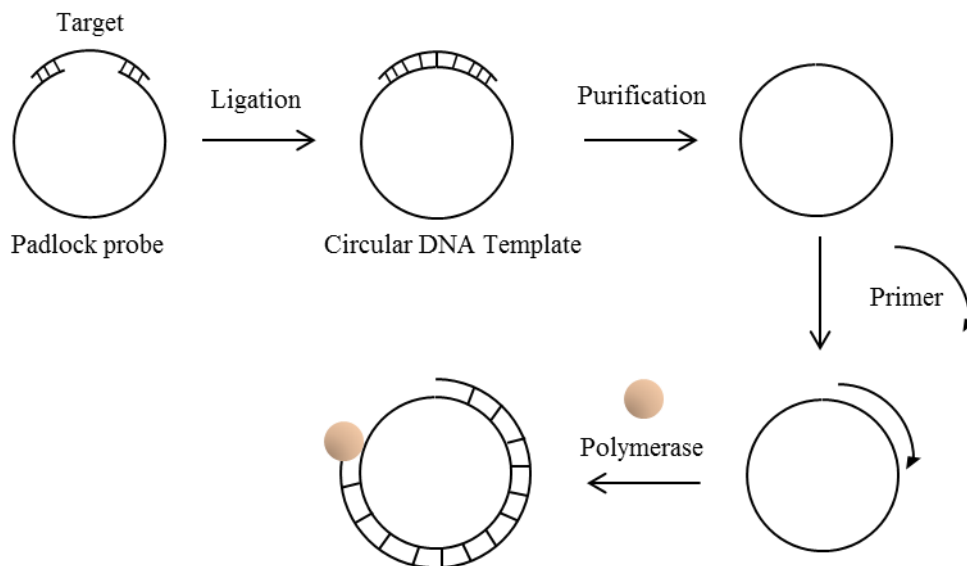 Target
Ligation
Purification
Padlock probe
Circular DNA Template
Primer
Polymerase